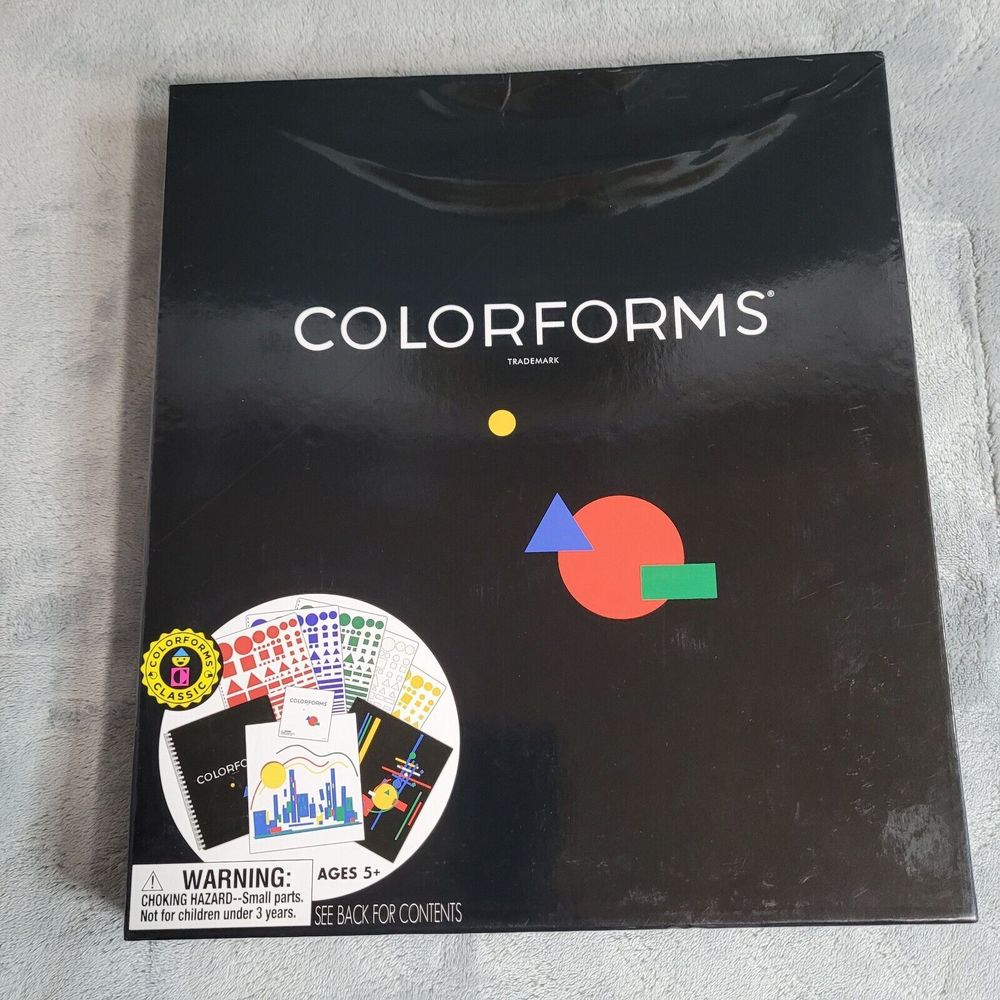 COLORFORMS®
TRADEMARK
COLORFORMS
CLASSIC
C
COLORFORMS
COLORFO
WARNING:
CHOKING HAZARD--Small parts.
Not for children under 3 years.
AGES 5+
SEE BACK FOR CONTENTS